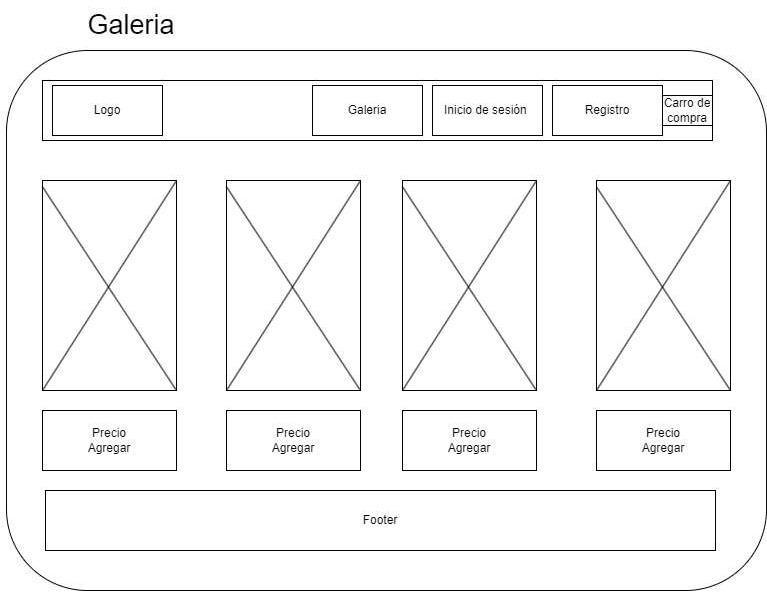 Galeria
Logo
Galeria
Inicio de sesión
Registro
Carro de
compra
Precio
Agregar
Precio
Agregar
Precio
Agregar
Precio
Agregar
Footer